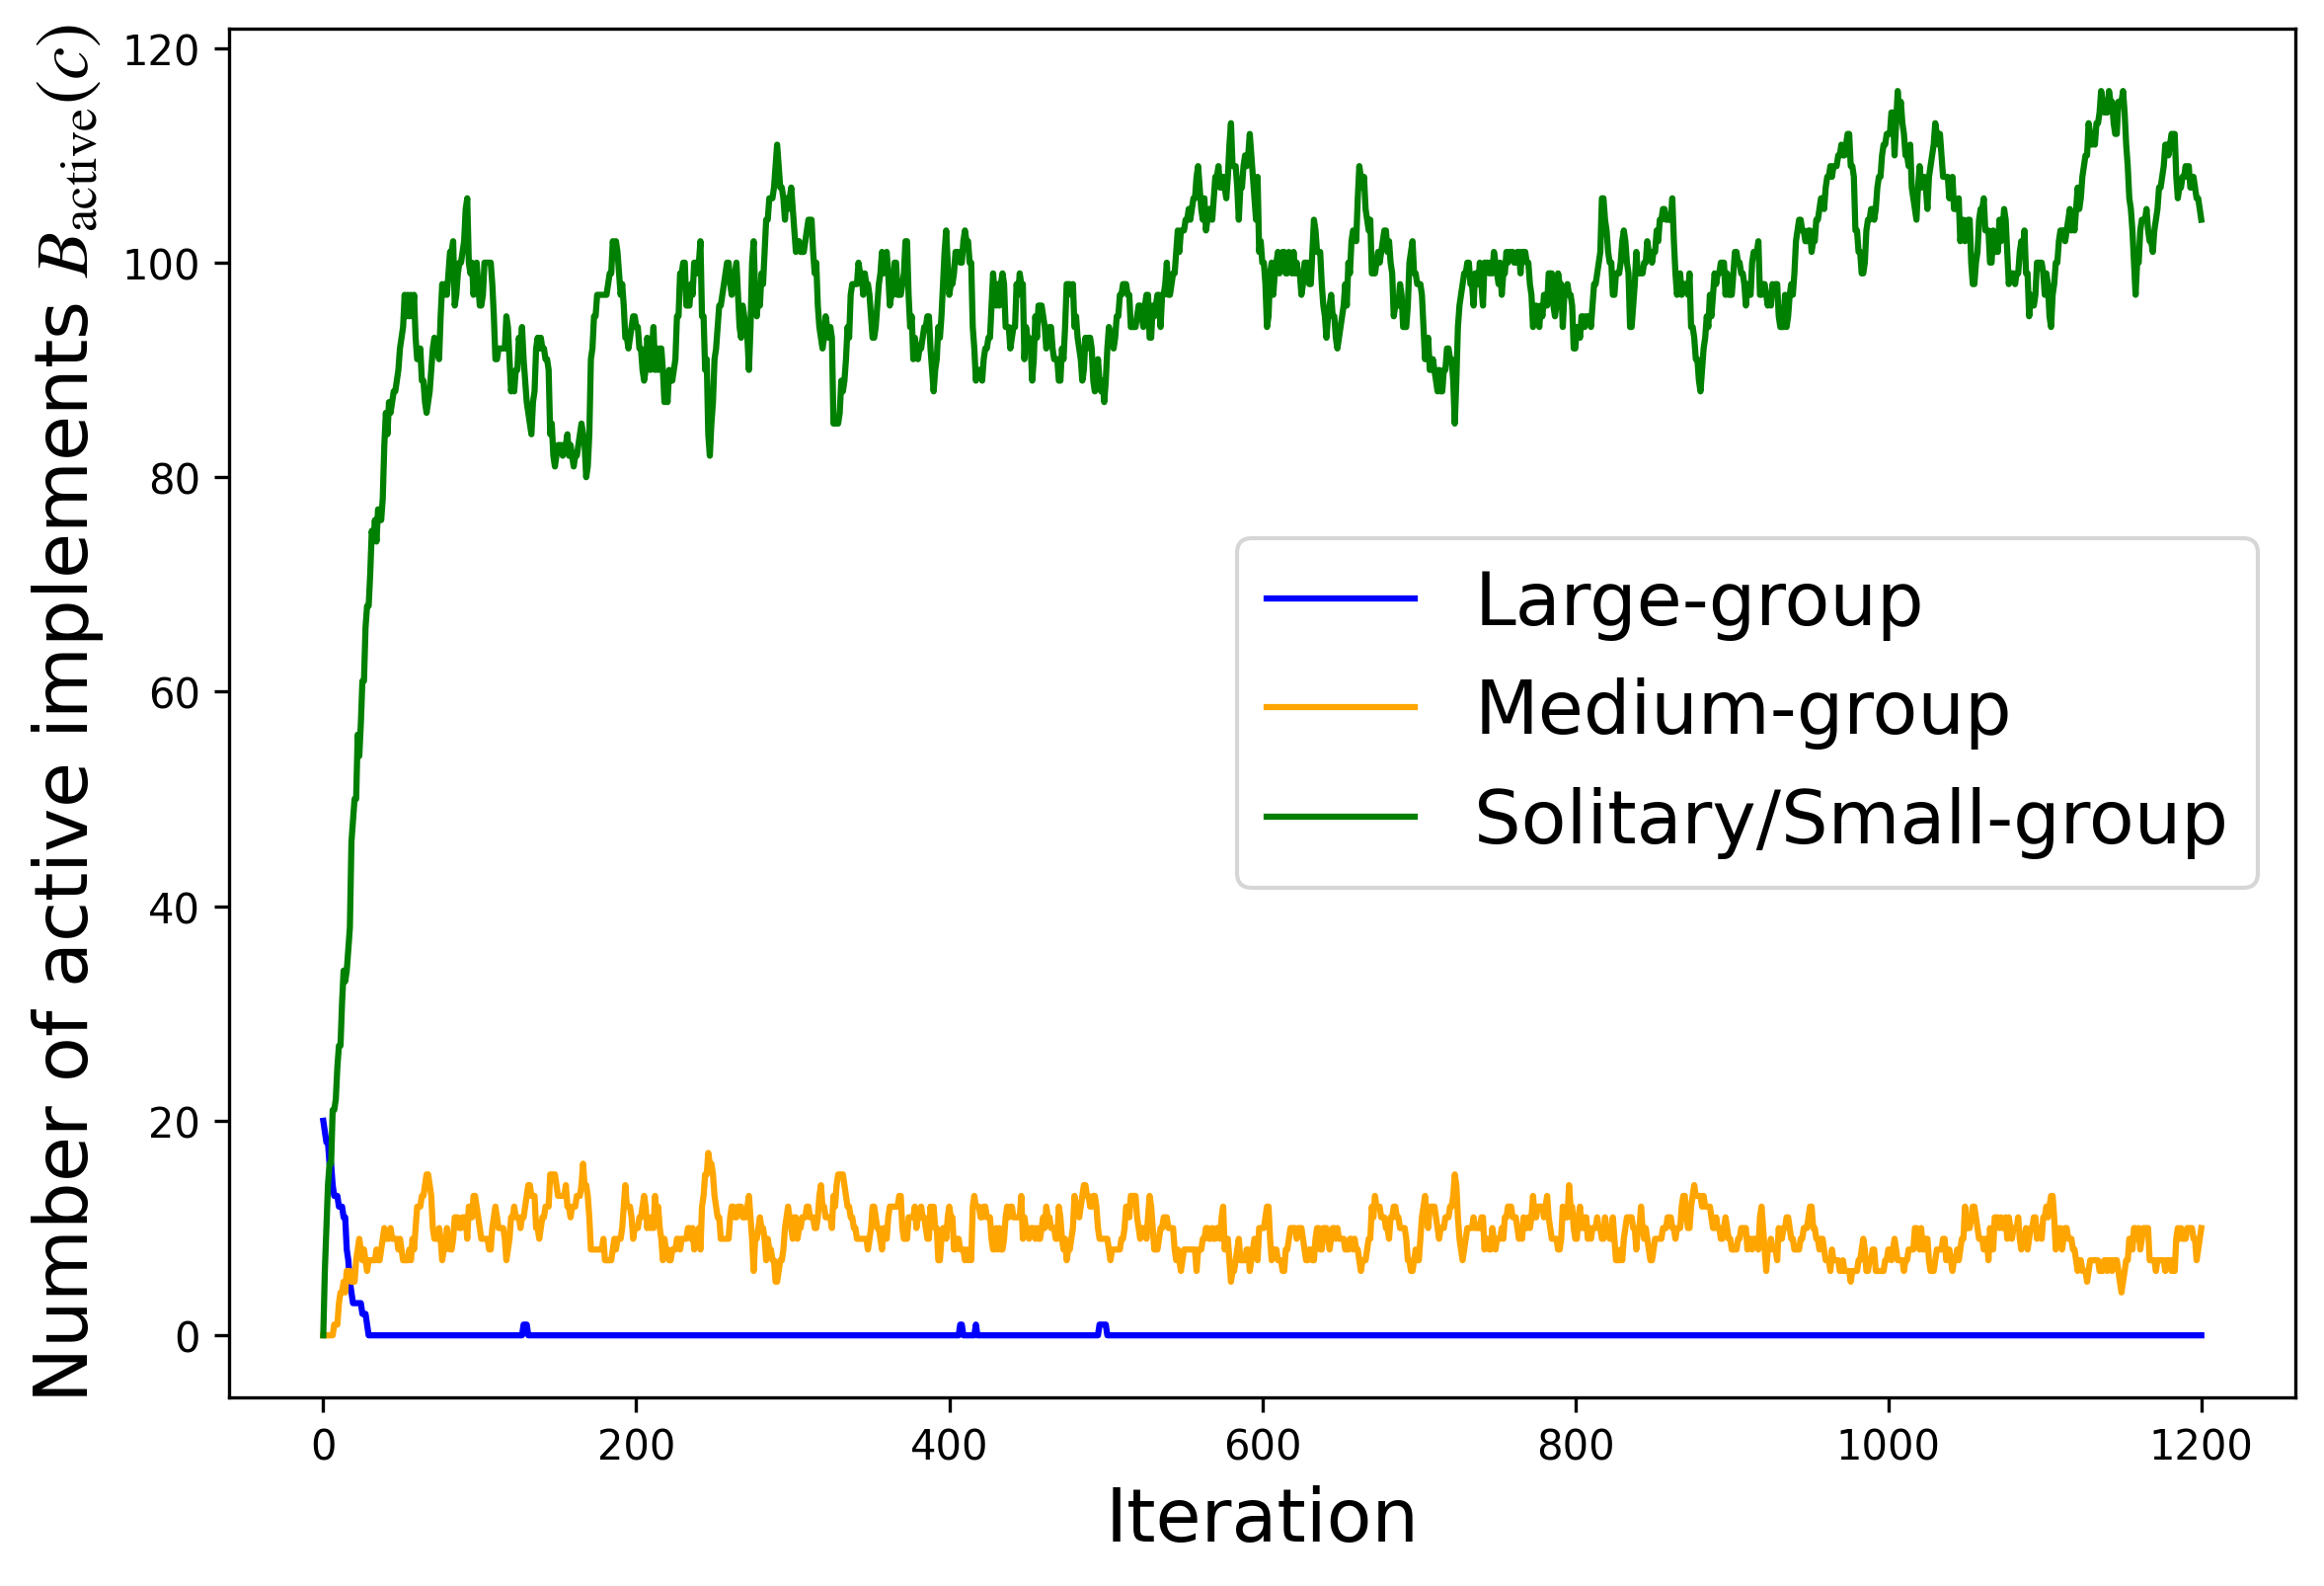 Number of active implements B_active(c)
120
100
80
60
40
20
0
Large-group
Medium-group
Solitary/Small-group
0 200 400 600 800 1000 1200
Iteration